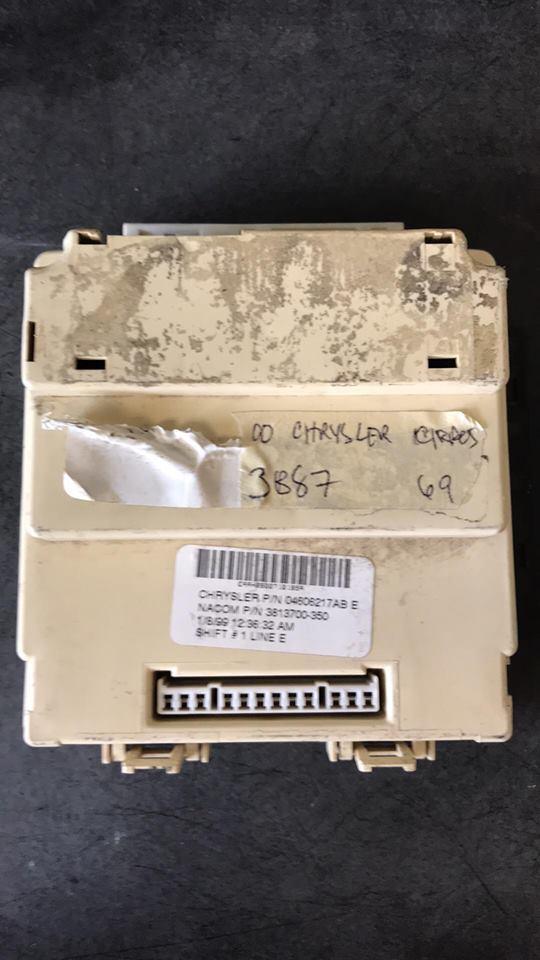 00 CHRYSLER CIRRUS
3B87 69
CHRYSLER P/N 04606217AB E
NACOM P/N 3813700-350
1/8/99 12:36:32 AM
SHIFT # 1 LINE E